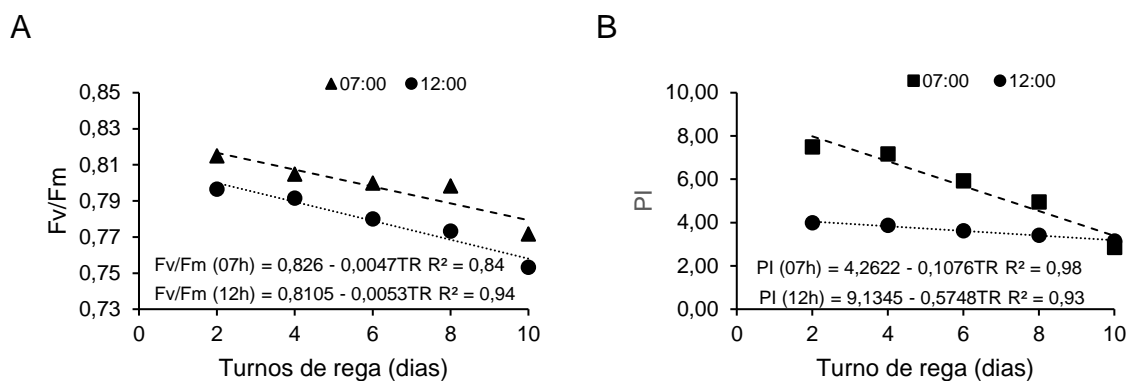 A
▲07:00 ●12:00
Fv/Fm
0,85
0,83
0,81
0,79
0,77
0,75
0,73
Fv/Fm (07h) = 0,826 - 0,0047TR R² = 0,84
Fv/Fm (12h) = 0,8105 - 0,0053TR R² = 0,94
0 2 4 6 8 10
Turnos de rega (dias)
B
■07:00 ●12:00
PI
10,00
8,00
6,00
4,00
2,00
0,00
PI (07h) = 4,2622 - 0,1076TR R² = 0,98
PI (12h) = 9,1345 - 0,5748TR R² = 0,93
0 2 4 6 8 10
Turno de rega (dias)